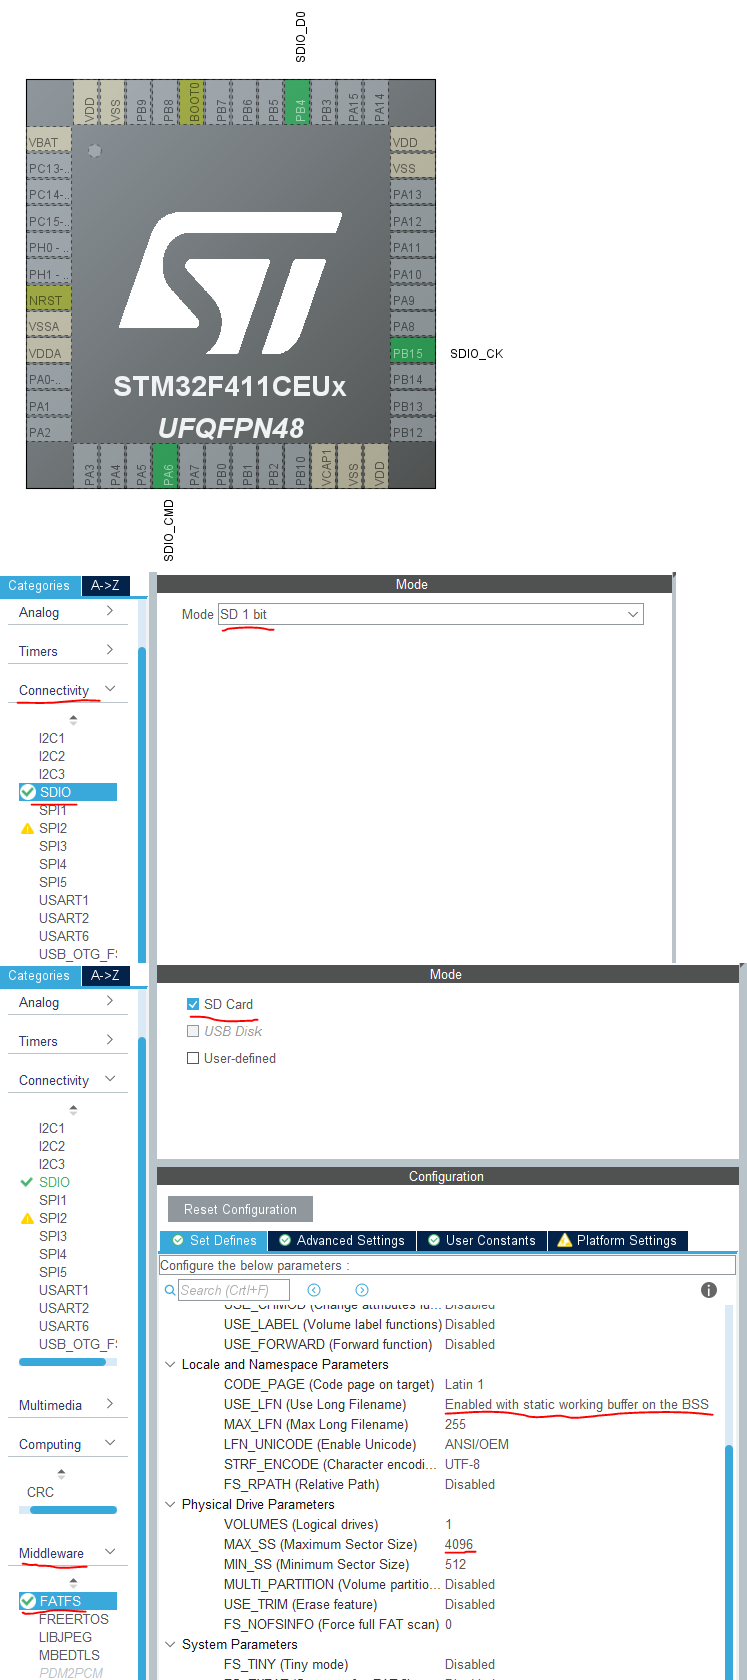 SDIO_D0
VDD
VSS
PB9
PB8
BOOT0
PB7
PB6
PB5
PB4
PB3
PA15
PA14
VBAT
PC13-..
PC14-..
PC15-..
PH0 - ..
PH1 - ..
NRST
VSSA
VDDA
PA0-..
PA1
PA2
VDD
VSS
PA13
PA12
PA11
PA10
PA9
PA8
PB15
PB14
PB13
PB12
SDIO_CK
STM32F411CEUx
UFQFPN48
PA3
PA4
PA5
PA6
PA7
PB0
PB1
PB2
PB10
VCAP1
VSS
VDD
SDIO_CMD
Categories A->Z
Analog
Timers
Connectivity
I2C1
I2C2
I2C3
SDIO
SPI1
SPI2
SPI3
SPI4
SPI5
USART1
USART2
USART6
USB_OTG_F
Mode
Mode SD 1 bit
Categories A->Z
Analog
Timers
Connectivity
I2C1
I2C2
I2C3
SDIO
SPI1
SPI2
SPI3
SPI4
SPI5
USART1
USART2
USART6
USB_OTG_F
Multimedia
Computing
CRC
Middleware
FATFS
FREERTOS
LIBJPEG
MBEDTLS
PDM2PCM
Mode
SD Card
USB Disk
User-defined
Configuration
Reset Configuration
Set Defines Advanced Settings User Constants Platform Settings
Configure the below parameters :
Search (Crtl+F)
USE_CHMOD (Change attributes fu... Disabled
USE_LABEL (Volume label functions) Disabled
USE_FORWARD (Forward function) Disabled
Locale and Namespace Parameters
CODE_PAGE (Code page on target) Latin 1
USE_LFN (Use Long Filename) Enabled with static working buffer on the BSS
MAX_LFN (Max Long Filename) 255
LFN_UNICODE (Enable Unicode) ANSI/OEM
STRF_ENCODE (Character encodi... UTF-8
FS_RPATH (Relative Path) Disabled
Physical Drive Parameters
VOLUMES (Logical drives) 1
MAX_SS (Maximum Sector Size) 4096
MIN_SS (Minimum Sector Size) 512
MULTI_PARTITION (Volume partitio... Disabled
USE_TRIM (Erase feature) Disabled
FS_NOFSINFO (Force full FAT scan) 0
System Parameters
FS_TINY (Tiny mode) Disabled